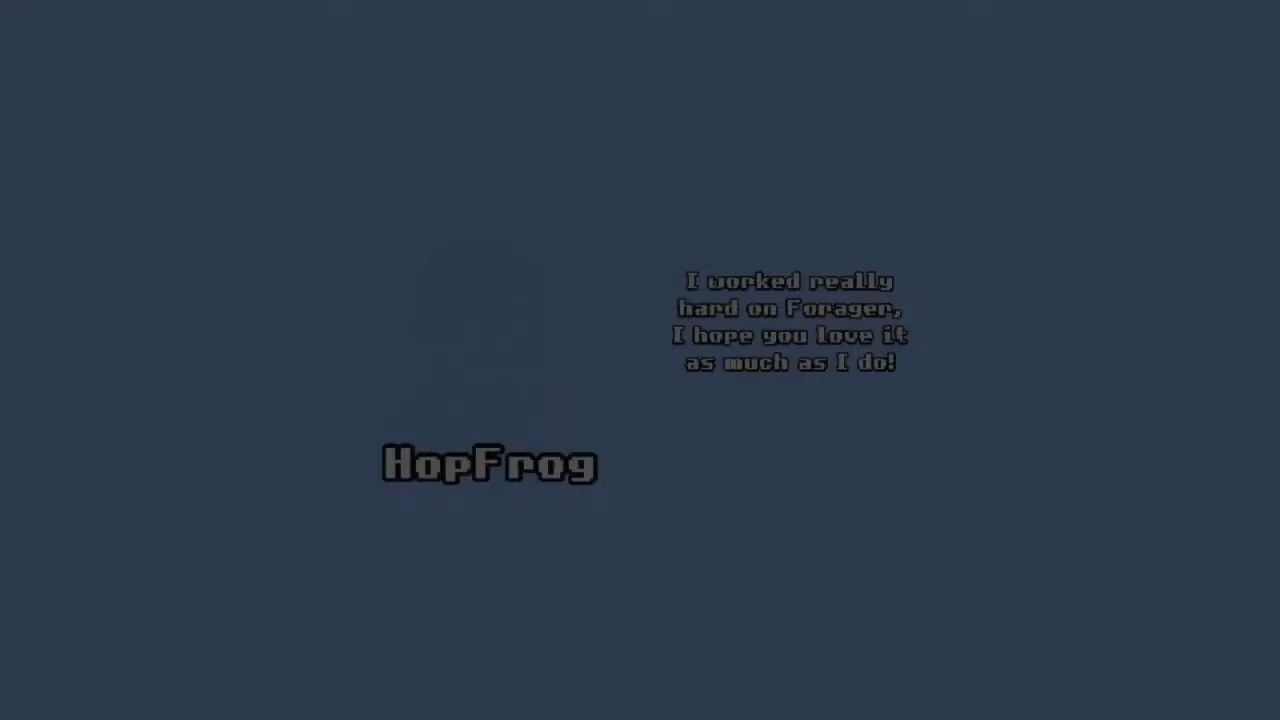 I worked really
hard on Forager,
I hope you love it
as much as I do!
HopFrog